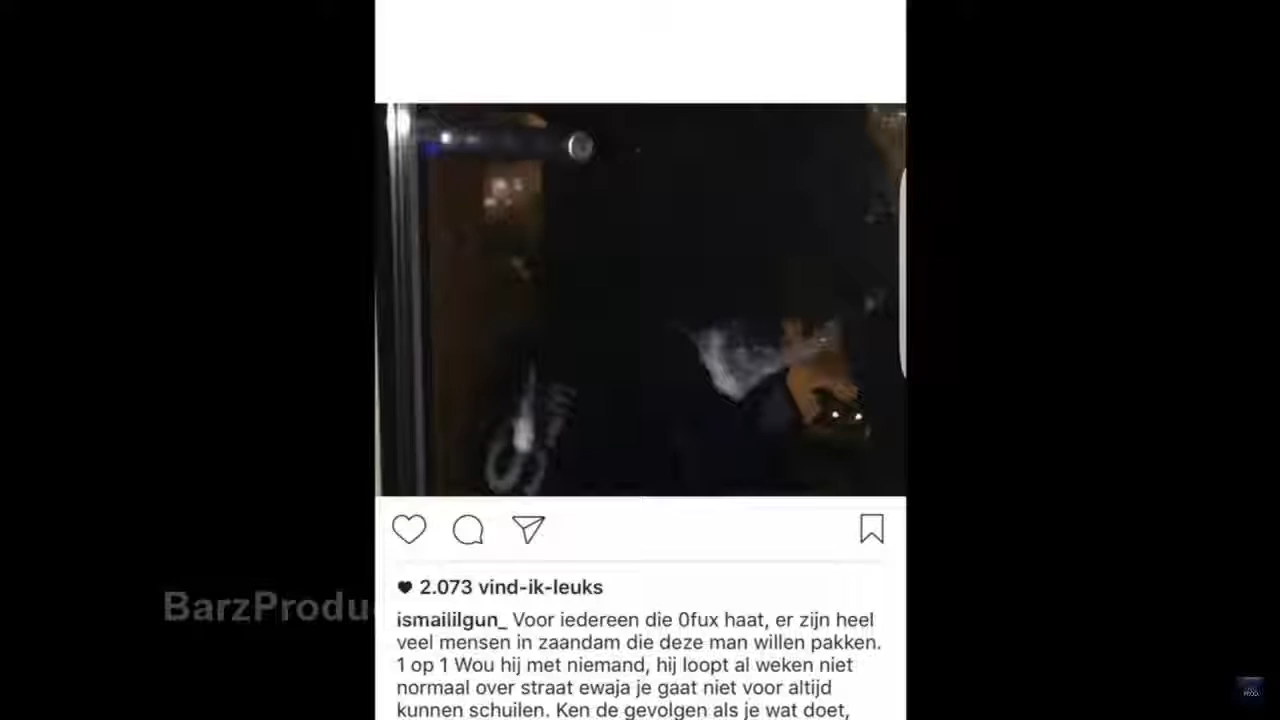 BarzProdu
2.073 vind-ik-leuks
ismaililgun_ Voor iedereen die 0fux haat, er zijn heel
veel mensen in zaandam die deze man willen pakken.
1 op 1 Wou hij met niemand, hij loopt al weken niet
normaal over straat ewaja je gaat niet voor altijd
kunnen schuilen. Ken de gevolgen als je wat doet,
PROD.